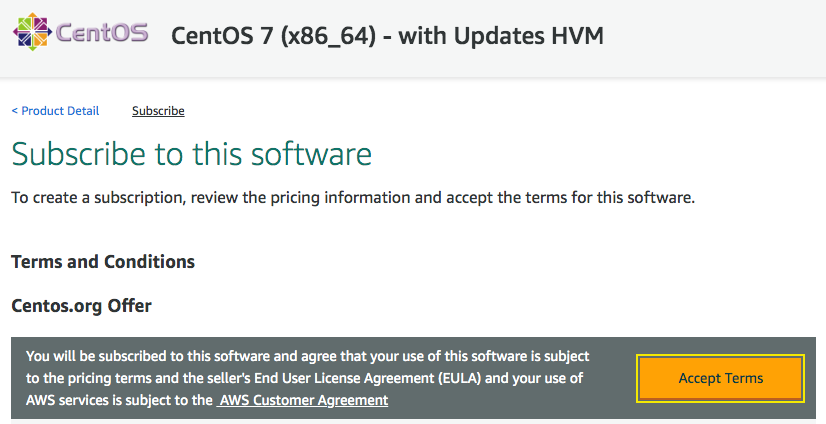 CentOS CentOS 7 (x86_64) - with Updates HVM
< Product Detail Subscribe
Subscribe to this software
To create a subscription, review the pricing information and accept the terms for this software.
Terms and Conditions
Centos.org Offer
You will be subscribed to this software and agree that your use of this software is subject
to the pricing terms and the seller's End User License Agreement (EULA) and your use of
AWS services is subject to the AWS Customer Agreement
Accept Terms